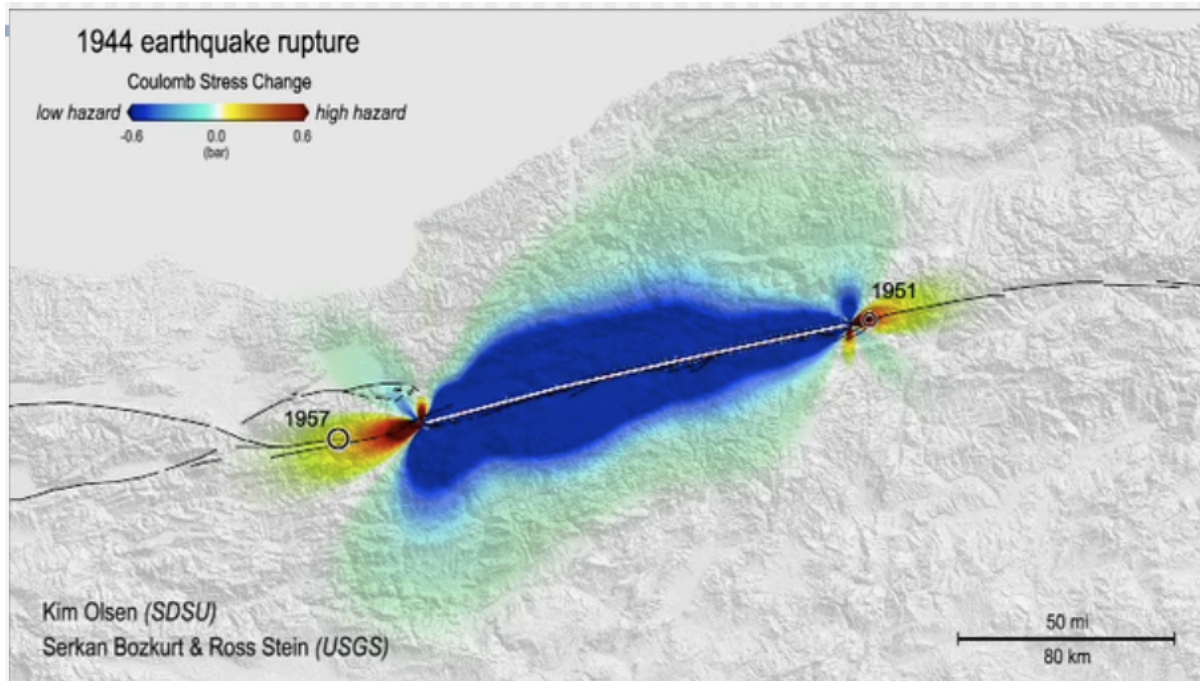 1944 earthquake rupture
Coulomb Stress Change
low hazard high hazard
-0.6 0.0 0.6
(bar)
1951
1957
Kim Olsen (SDSU)
Serkan Bozkurt & Ross Stein (USGS)
50 mi
80 km